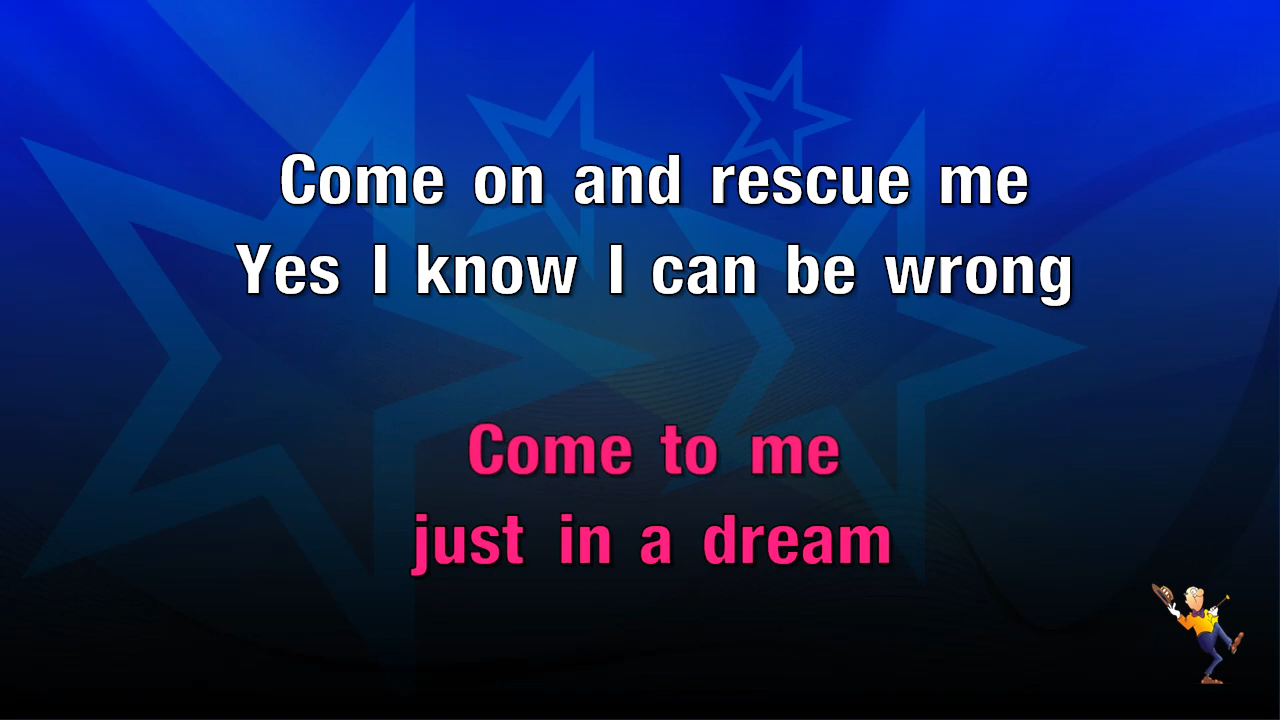 Come on and rescue me
Yes I know I can be wrong
Come to me
just in a dream